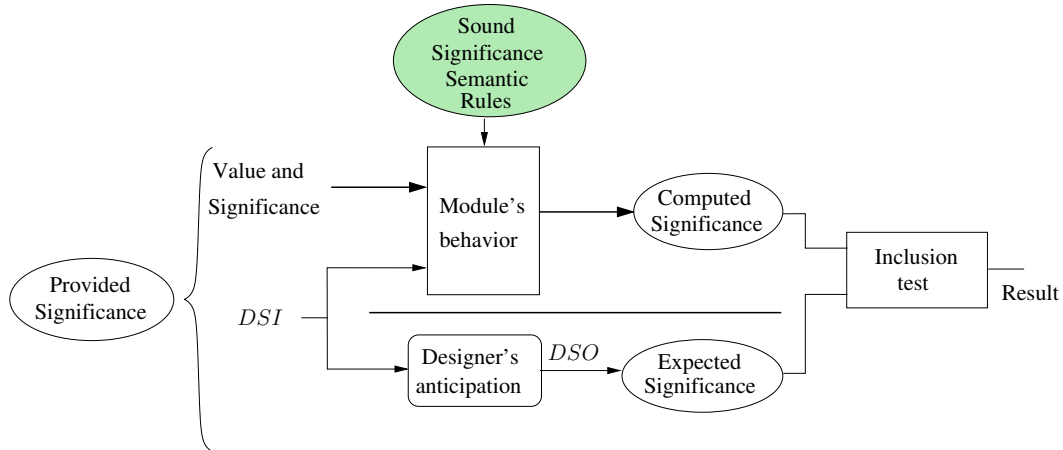 Sound
Significance
Semantic
Rules
Value and
Significance
Module's
behavior
Computed
Significance
Inclusion
test
Result
Provided
Significance
DSI
Designer's
anticipation
DSO
Expected
Significance